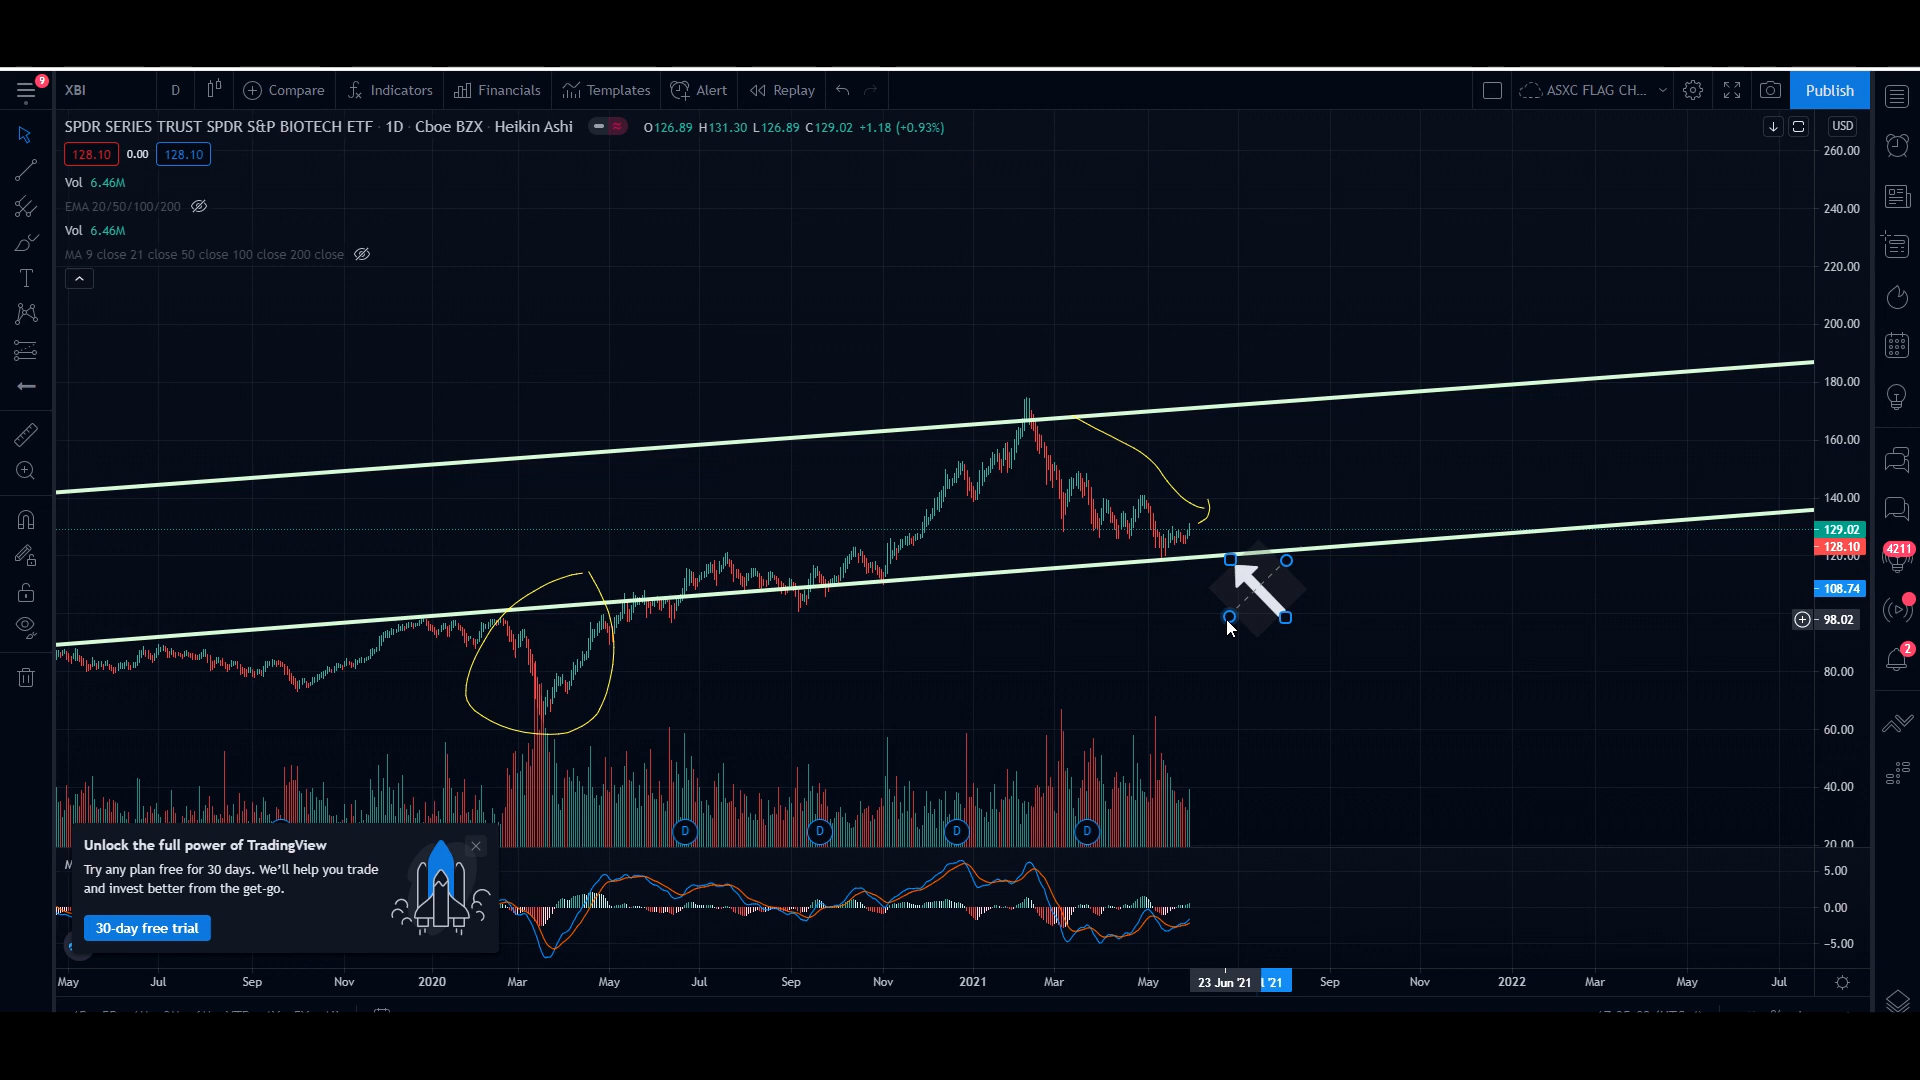 9
XBI D Compare Indicators Financials Templates Alert Replay ASXC FLAG CH... Publish
SPDR SERIES TRUST SPDR S&P BIOTECH ETF · 1D · Cboe BZX · Heikin Ashi O126.89 H131.30 L126.89 C129.02 +1.18 (+0.93%) USD
128.10 0.00 128.10
Vol 6.46M
EMA 20/50/100/200
Vol 6.46M
MA 9 close 21 close 50 close 100 close 200 close
260.00
240.00
220.00
200.00
180.00
160.00
140.00
129.02
128.10
120.00
108.74
98.02
80.00
60.00
40.00
20.00
4211
2
D D D D
Unlock the full power of TradingView
Try any plan free for 30 days. We'll help you trade
and invest better from the get-go.
30-day free trial
5.00
0.00
-5.00
May Jul Sep Nov 2020 Mar May Jul Sep Nov 2021 Mar May 23 Jun '21 '21 Sep Nov 2022 Mar May Jul